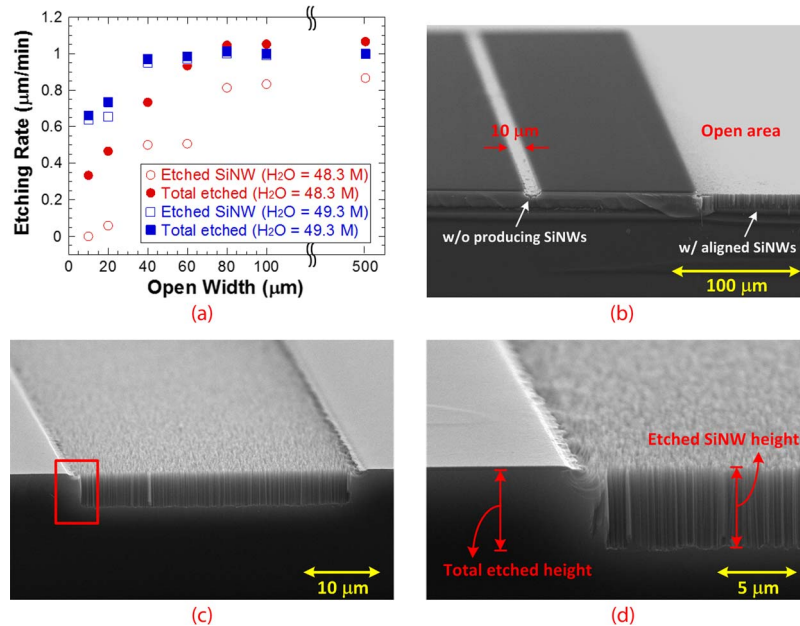 1.2
1
0.8
0.6
0.4
0.2
0
Etching Rate (μm/min)
Etched SiNW (H₂O = 48.3 M)
Total etched (H₂O = 48.3 M)
Etched SiNW (H₂O = 49.3 M)
Total etched (H₂O = 49.3 M)
0 20 40 60 80 100 500
Open Width (μm)
(a)
10 μm
Open area
w/o producing SiNWs
w/ aligned SiNWs
100 μm
(b)
10 μm
(c)
Etched SiNW height
Total etched height
5 μm
(d)